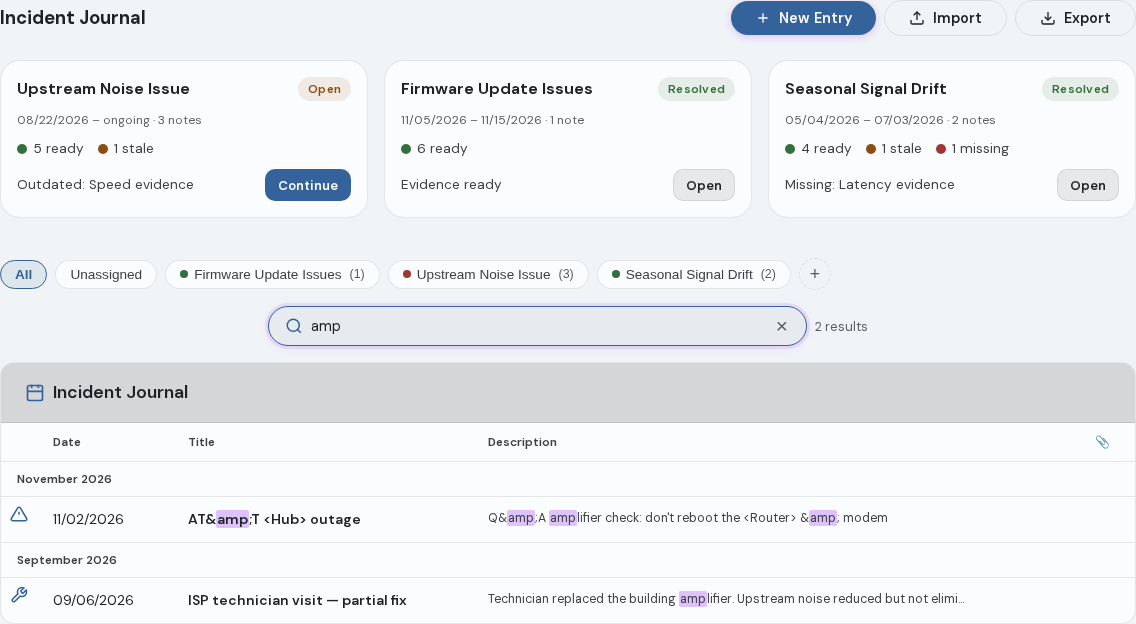 Incident Journal
New Entry
Import
Export
Upstream Noise Issue
Open
08/22/2026 – ongoing · 3 notes
5 ready
1 stale
Outdated: Speed evidence
Continue
Firmware Update Issues
Resolved
11/05/2026 – 11/15/2026 · 1 note
6 ready
Evidence ready
Open
Seasonal Signal Drift
Resolved
05/04/2026 – 07/03/2026 · 2 notes
4 ready
1 stale
1 missing
Missing: Latency evidence
Open
All
Unassigned
Firmware Update Issues (1)
Upstream Noise Issue (3)
Seasonal Signal Drift (2)
+
amp
2 results
Incident Journal
Date
Title
Description
November 2026
11/02/2026
AT&amp;T <Hub> outage
Q&amp;A amplifier check: don't reboot the <Router> &amp; modem
September 2026
09/06/2026
ISP technician visit — partial fix
Technician replaced the building amplifier. Upstream noise reduced but not elimi...